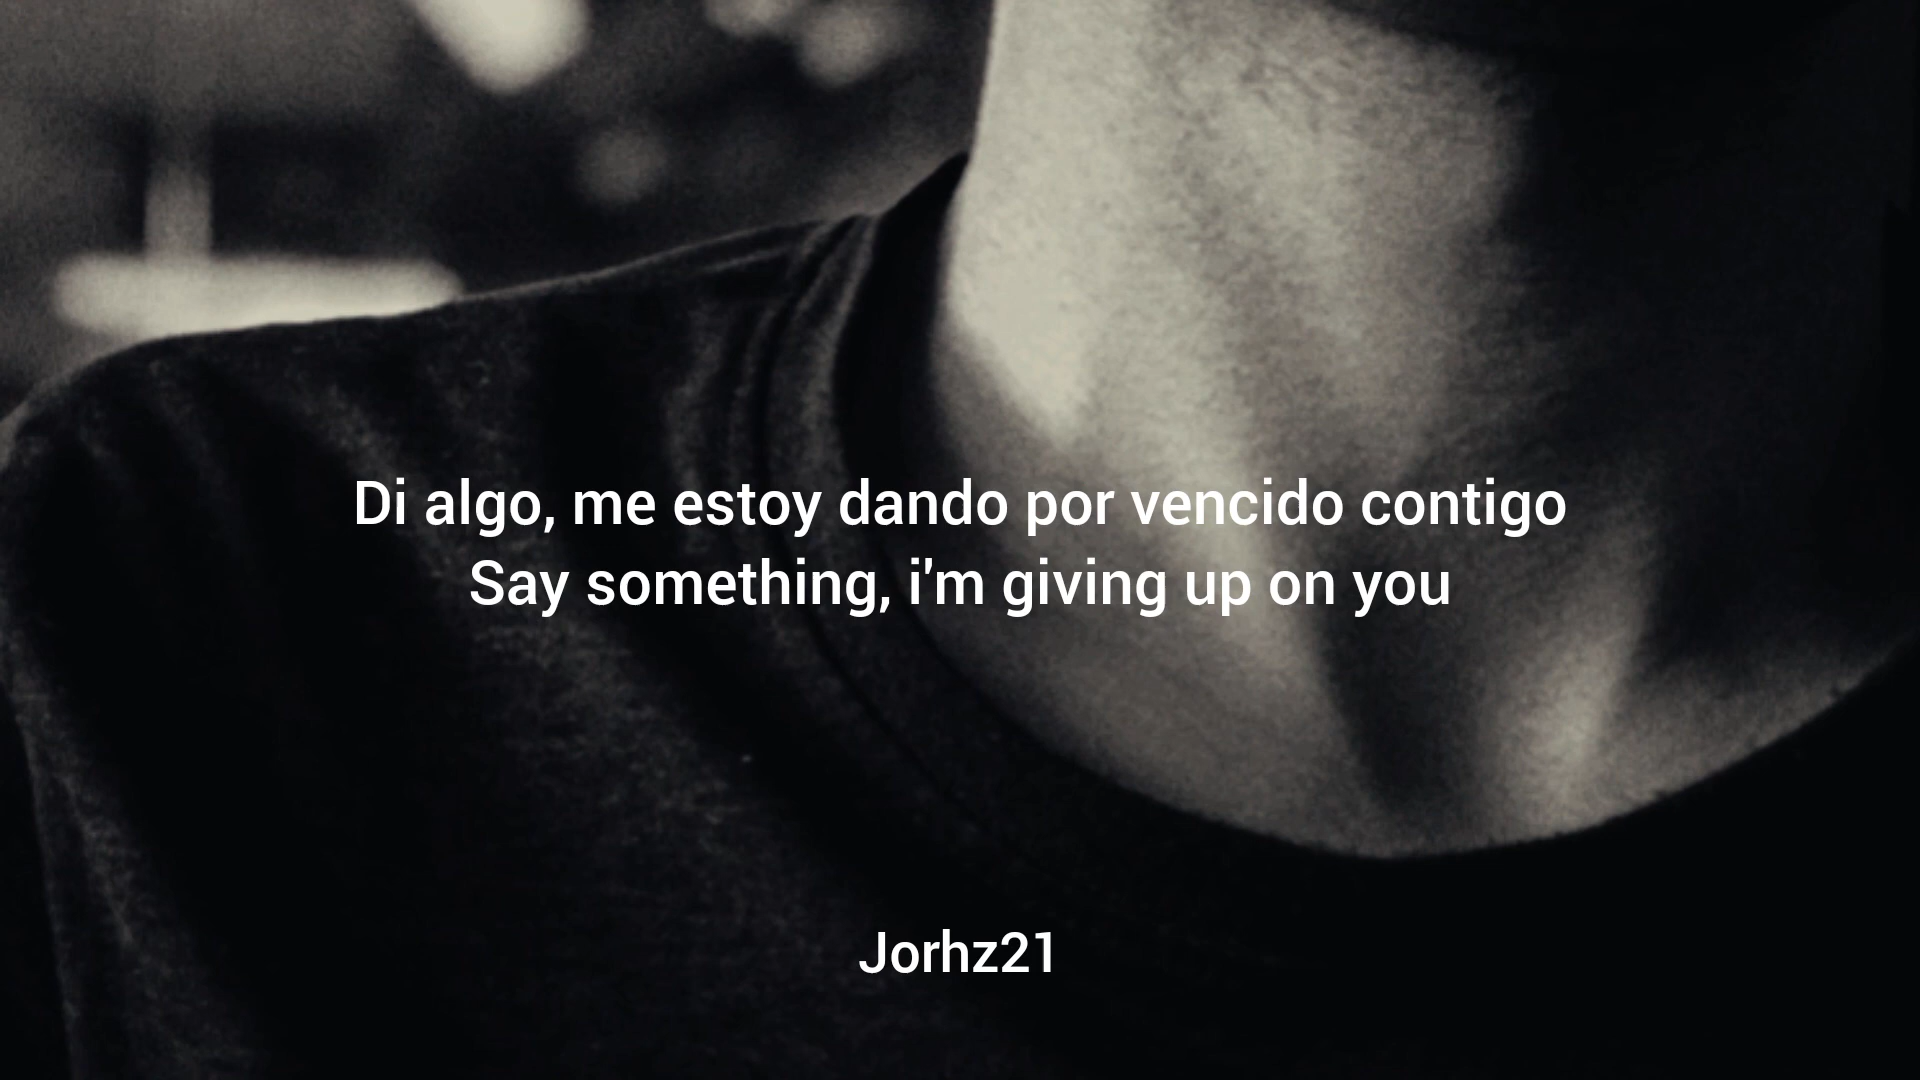 Di algo, me estoy dando por vencido contigo
Say something, i'm giving up on you
Jorhz21